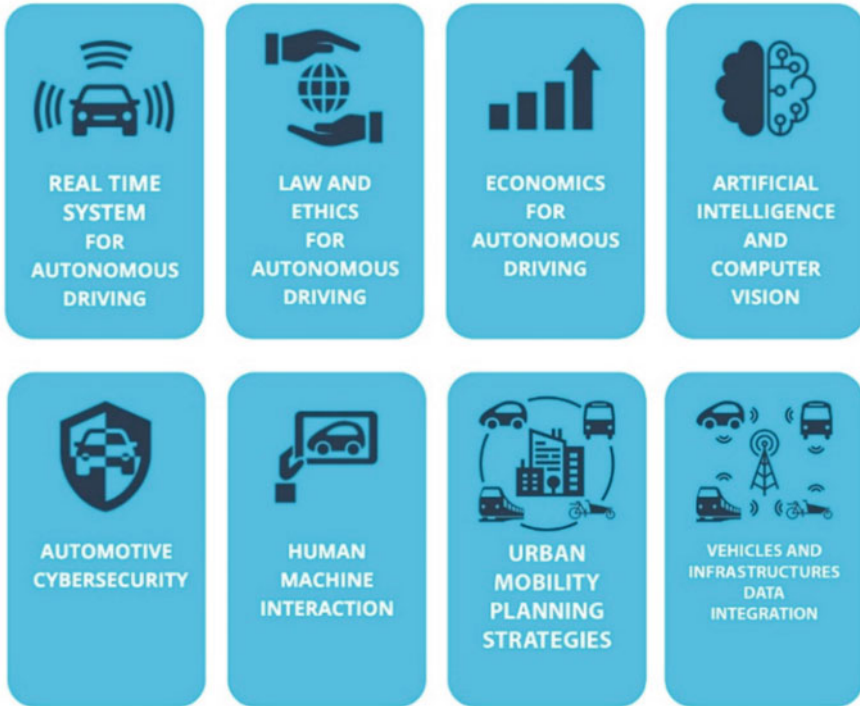 REAL TIME
SYSTEM
FOR
AUTONOMOUS
DRIVING
LAW AND
ETHICS
FOR
AUTONOMOUS
DRIVING
ECONOMICS
FOR
AUTONOMOUS
DRIVING
ARTIFICIAL
INTELLIGENCE
AND
COMPUTER
VISION
AUTOMOTIVE
CYBERSECURITY
HUMAN
MACHINE
INTERACTION
URBAN
MOBILITY
PLANNING
STRATEGIES
VEHICLES AND
INFRASTRUCTURES
DATA
INTEGRATION